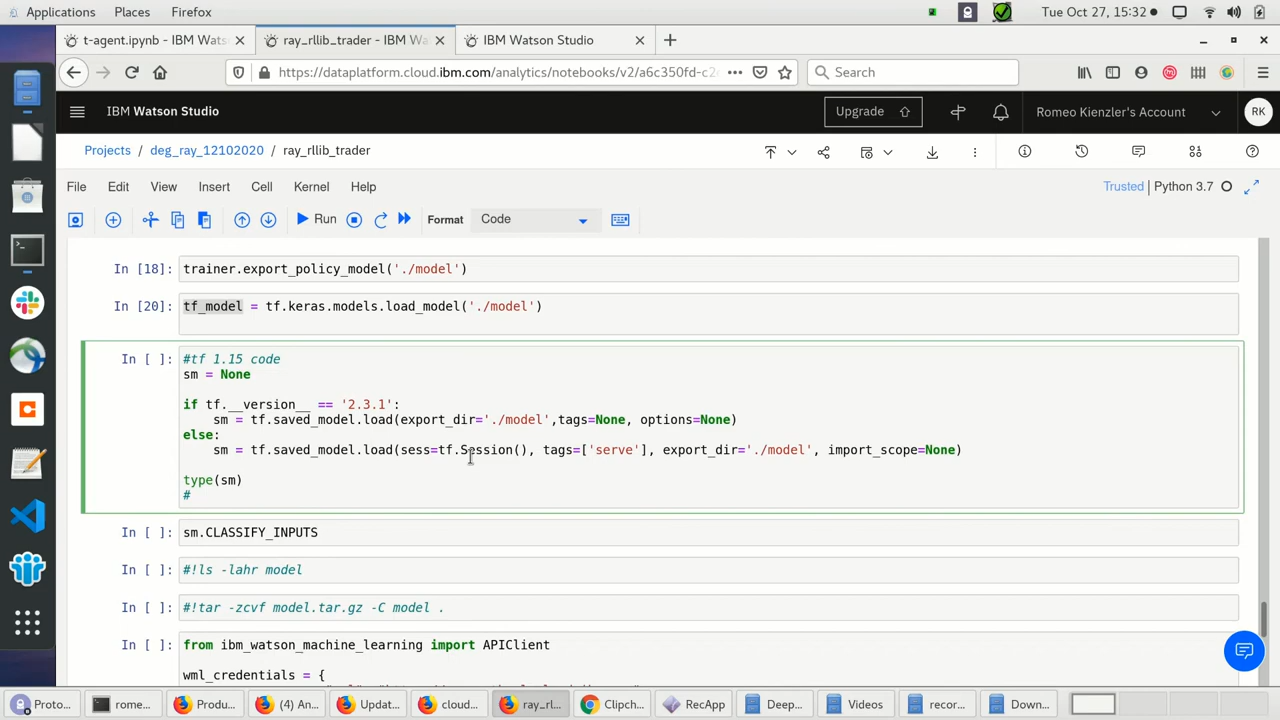 Applications Places Firefox Tue Oct 27, 15:32
t-agent.ipynb - IBM Wats ray_rllib_trader - IBM Wa IBM Watson Studio
https://dataplatform.cloud.ibm.com/analytics/notebooks/v2/a6c350fd-c2 Search
IBM Watson Studio Upgrade Romeo Kienzler's Account RK
Projects / deg_ray_12102020 / ray_rllib_trader
File Edit View Insert Cell Kernel Help Trusted | Python 3.7
Run Format Code
In [18]: trainer.export_policy_model('./model')
In [20]: tf_model = tf.keras.models.load_model('./model')
In [ ]: #tf 1.15 code
sm = None
if tf.__version__ == '2.3.1':
sm = tf.saved_model.load(export_dir='./model',tags=None, options=None)
else:
sm = tf.saved_model.load(sess=tf.Session(), tags=['serve'], export_dir='./model', import_scope=None)
type(sm)
#
In [ ]: sm.CLASSIFY_INPUTS
In [ ]: #!ls -lahr model
In [ ]: #!tar -zcvf model.tar.gz -C model .
In [ ]: from ibm_watson_machine_learning import APIClient
wml_credentials = {
Proto... rome... Produ... (4) (n... Updat... cloud... ray_rl... Clipch... RecApp Deep... Videos recor... Down...